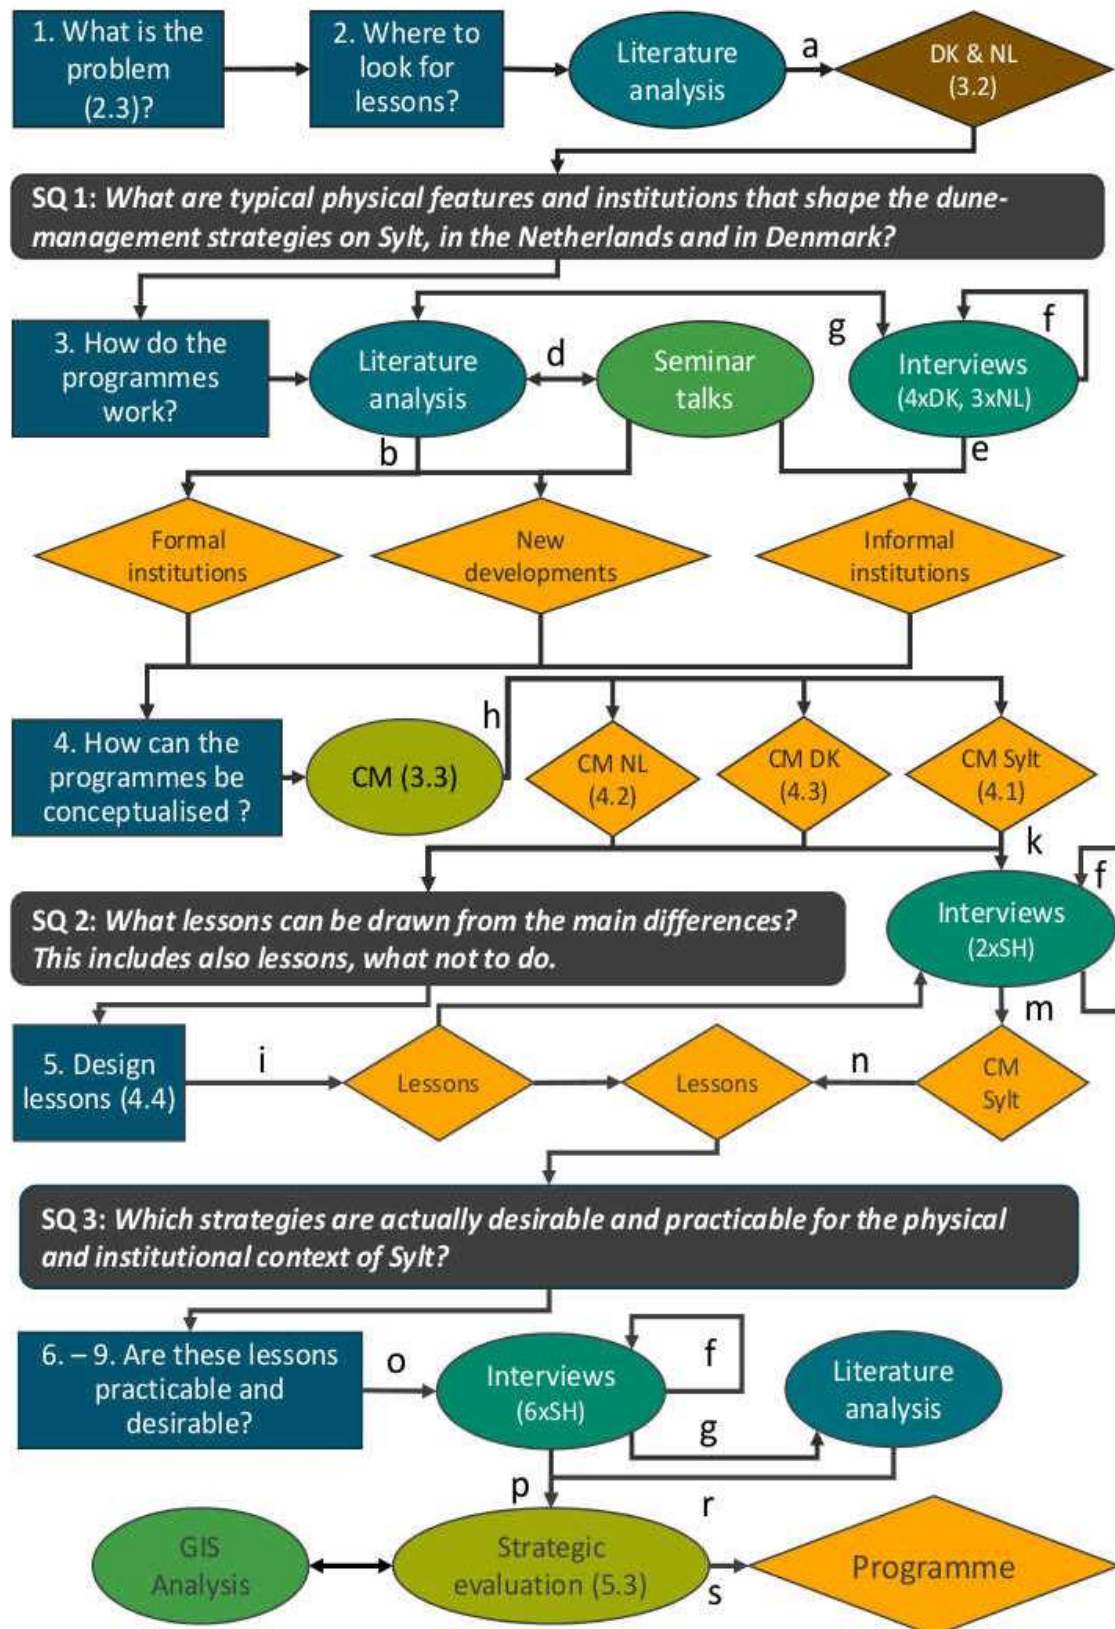 1. What is the
problem
(2.3)?
2. Where to
look for
lessons?
Literature
analysis
a
DK & NL
(3.2)
SQ 1: What are typical physical features and institutions that shape the dune-
management strategies on Sylt, in the Netherlands and in Denmark?
3. How do the
programmes
work?
Literature
analysis
d
Seminar
talks
g
Interviews
(4xDK, 3xNL)
f
b
e
Formal
institutions
New
developments
Informal
institutions
4. How can the
programmes be
conceptualised ?
CM (3.3)
h
CM NL
(4.2)
CM DK
(4.3)
CM Sylt
(4.1)
k
f
SQ 2: What lessons can be drawn from the main differences?
This includes also lessons, what not to do.
Interviews
(2xSH)
m
5. Design
lessons (4.4)
i
Lessons
Lessons
n
CM
Sylt
SQ 3: Which strategies are actually desirable and practicable for the physical
and institutional context of Sylt?
6. – 9. Are these lessons
practicable and
desirable?
o
Interviews
(6xSH)
f
g
Literature
analysis
p
r
GIS
Analysis
Strategic
evaluation (5.3)
s
Programme